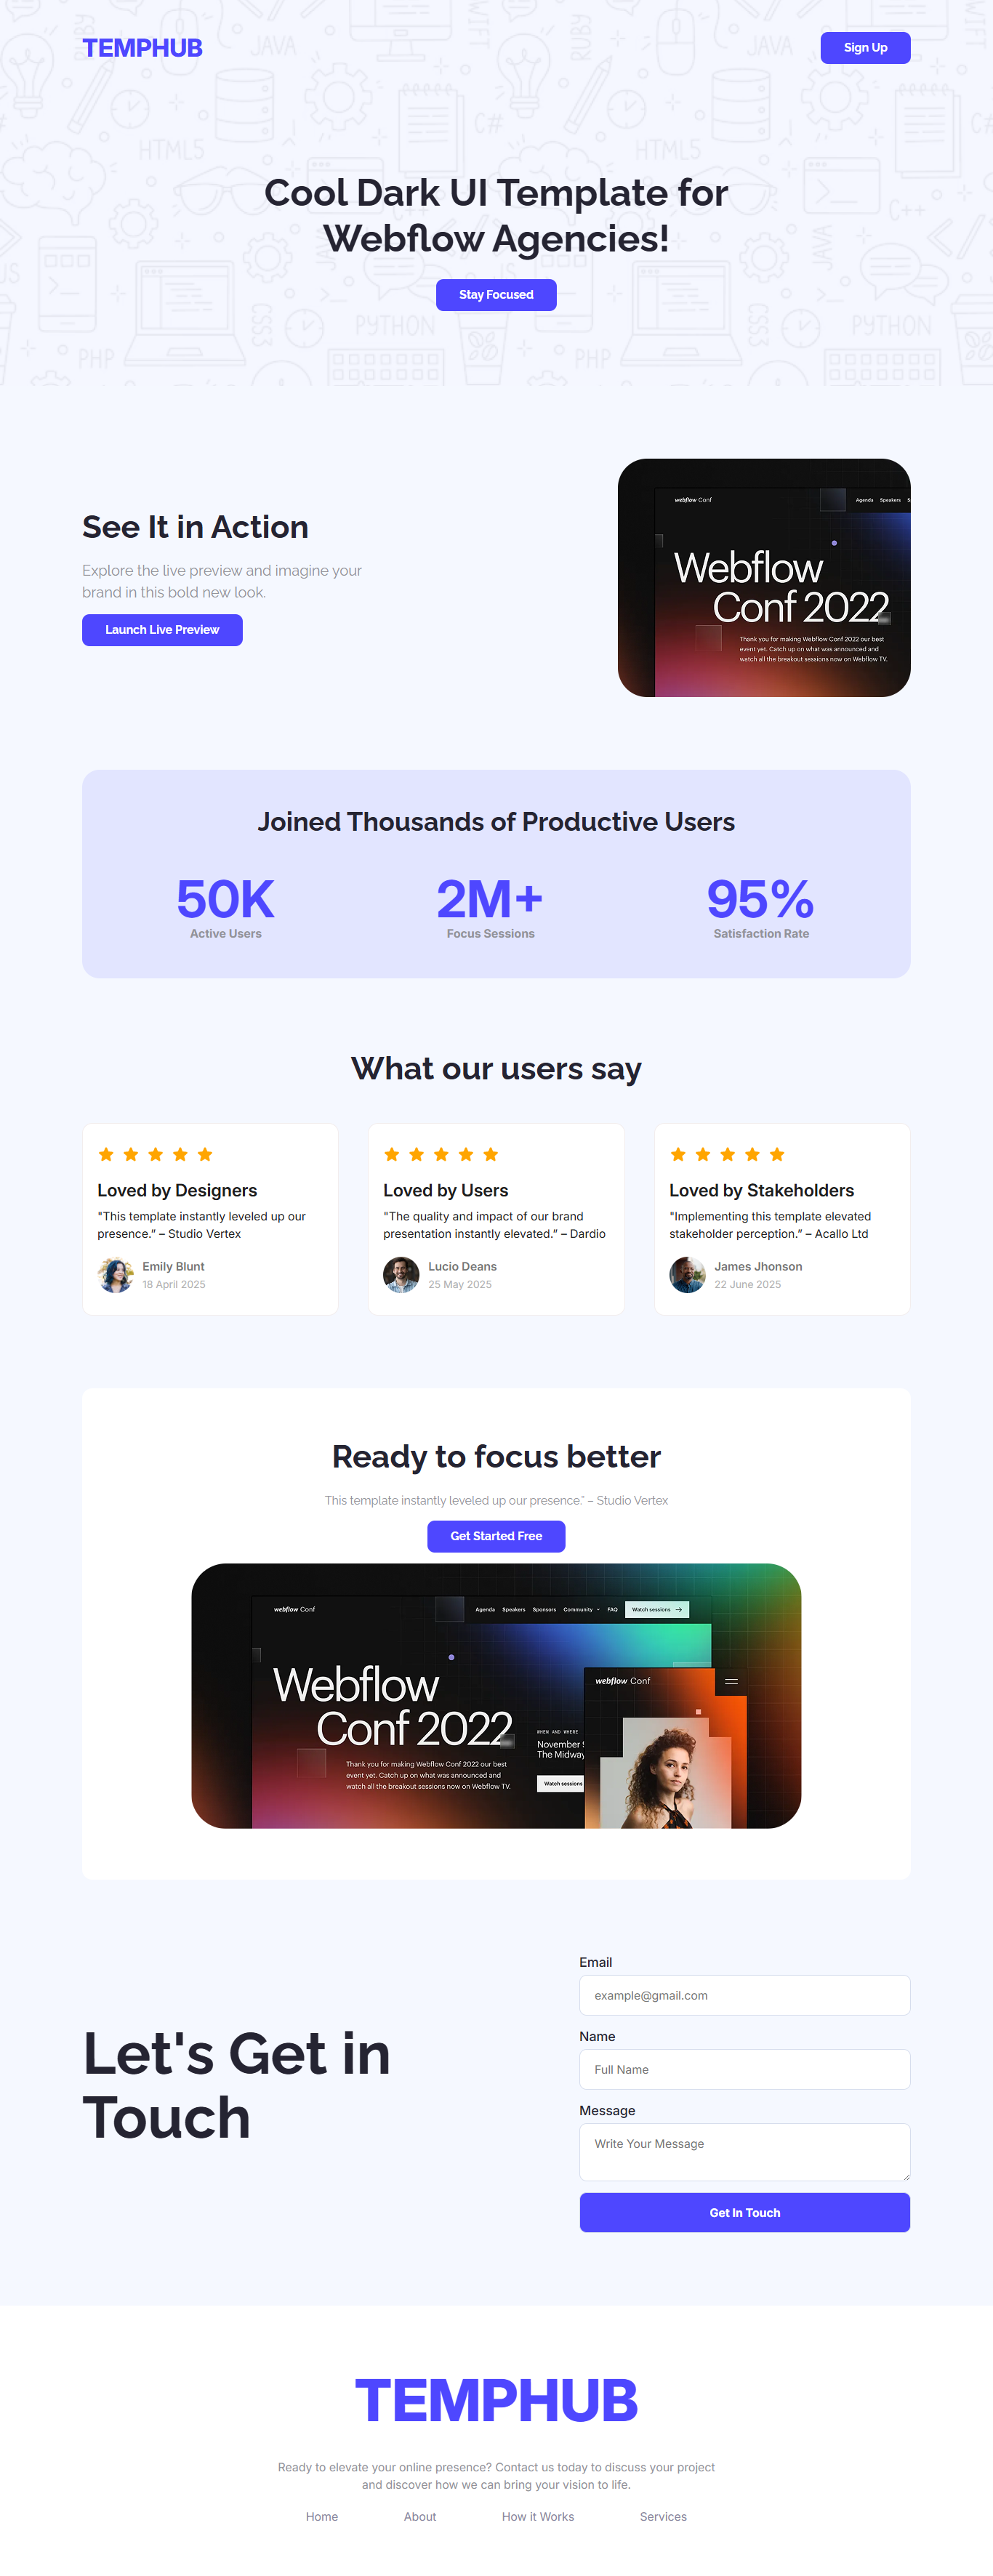 TEMPHUB
Sign Up
JAVA
JAVA
C#
HTML5
HTML5
C++
CSS
CSS
PYTHON
PYTHON
PHP
PHP
Cool Dark UI Template for
Webflow Agencies!
Stay Focused
See It in Action
Explore the live preview and imagine your
brand in this bold new look.
Launch Live Preview
webflow Conf
Agenda Speakers S
Webflow
Conf 2022
Thank you for making Webflow Conf 2022 our best
event yet. Catch up on what was announced and
watch all the breakout sessions now on Webflow TV.
Joined Thousands of Productive Users
50K
Active Users
2M+
Focus Sessions
95%
Satisfaction Rate
What our users say
Loved by Designers
"This template instantly leveled up our
presence.” – Studio Vertex
Emily Blunt
18 April 2025
Loved by Users
"The quality and impact of our brand
presentation instantly elevated.” – Dardio
Lucio Deans
25 May 2025
Loved by Stakeholders
"Implementing this template elevated
stakeholder perception.” – Acallo Ltd
James Jhonson
22 June 2025
Ready to focus better
This template instantly leveled up our presence.” – Studio Vertex
Get Started Free
webflow Conf
Agenda Speakers Sponsors Community FAQ Watch sessions
Webflow
Conf 2022
Thank you for making Webflow Conf 2022 our best
event yet. Catch up on what was announced and
watch all the breakout sessions now on Webflow TV.
WHEN AND WHERE
November
The Midway
Watch sessions
webflow Conf
Let's Get in
Touch
Email
example@gmail.com
Name
Full Name
Message
Write Your Message
Get In Touch
TEMPHUB
Ready to elevate your online presence? Contact us today to discuss your project
and discover how we can bring your vision to life.
Home About How it Works Services